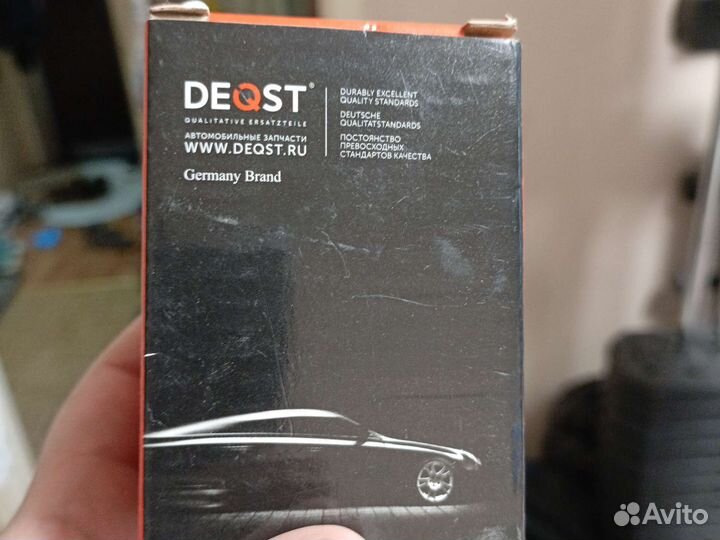 DEQST®
QUALITATIVE ERSATZTEILE
АВТОМОБИЛЬНЫЕ ЗАПЧАСТИ
WWW.DEQST.RU
Germany Brand
DURABLY EXCELLENT
QUALITY STANDARDS
DEUTSCHE
QUALITATSTANDARDS
ПОСТОЯНСТВО
ПРЕВОСХОДНЫХ
СТАНДАРТОВ КАЧЕСТВА
Avito